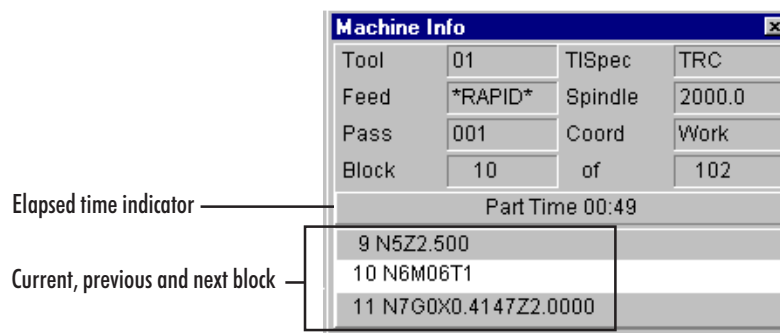 Machine Info
Tool 01 TlSpec TRC
Feed *RAPID* Spindle 2000.0
Pass 001 Coord Work
Block 10 of 102
Elapsed time indicator
Part Time 00:49
9 N5Z2.500
Current, previous and next block
10 N6M06T1
11 N7G0X0.4147Z2.0000